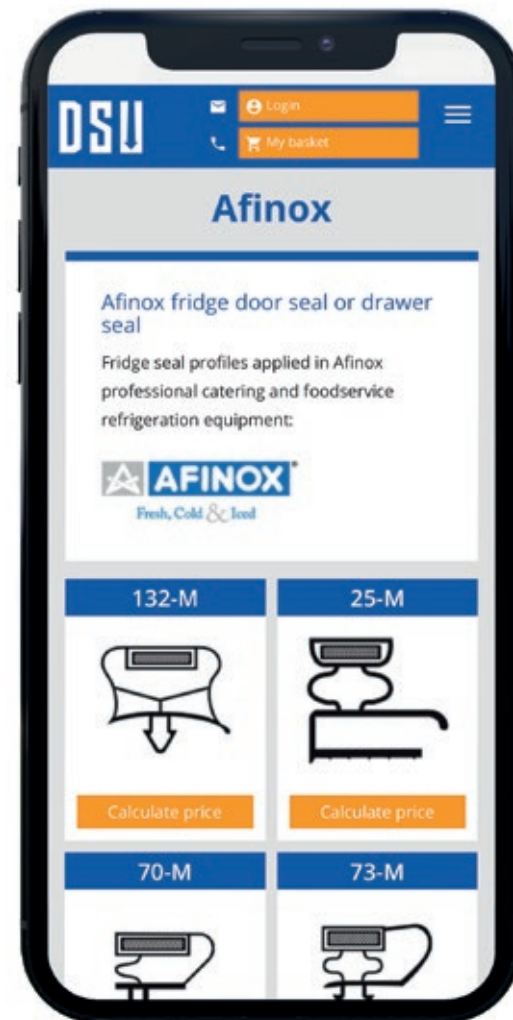 DSU
Login
My basket
Afinox
Afinox fridge door seal or drawer
seal
Fridge seal profiles applied in Afinox
professional catering and foodservice
refrigeration equipment:
AFINOX
Fresh, Cold & Iced
132-M
25-M
Calculate price
Calculate price
70-M
73-M